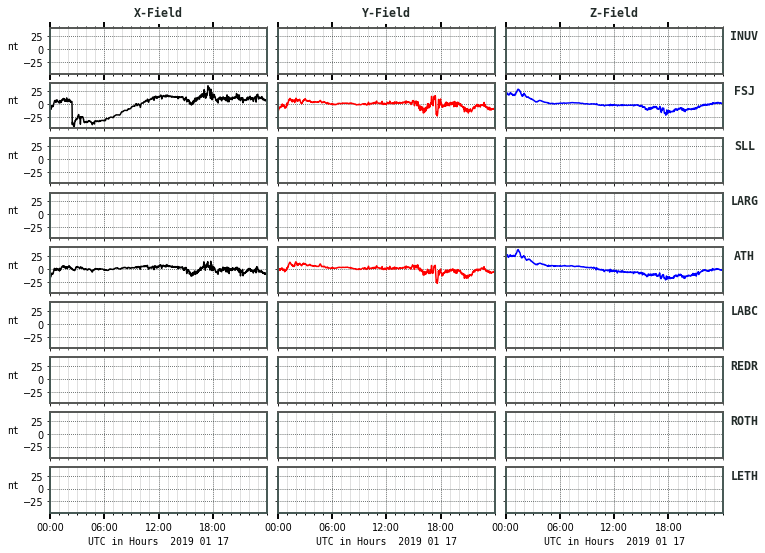 X-Field Y-Field Z-Field
nt 25 0 −25 INUV
nt 25 0 −25 FSJ
nt 25 0 −25 SLL
nt 25 0 −25 LARG
nt 25 0 −25 ATH
nt 25 0 −25 LABC
nt 25 0 −25 REDR
nt 25 0 −25 ROTH
nt 25 0 −25 LETH
00:00 06:00 12:00 18:00 00:00 06:00 12:00 18:00 00:00 06:00 12:00 18:00
UTC in Hours 2019 01 17 UTC in Hours 2019 01 17 UTC in Hours 2019 01 17